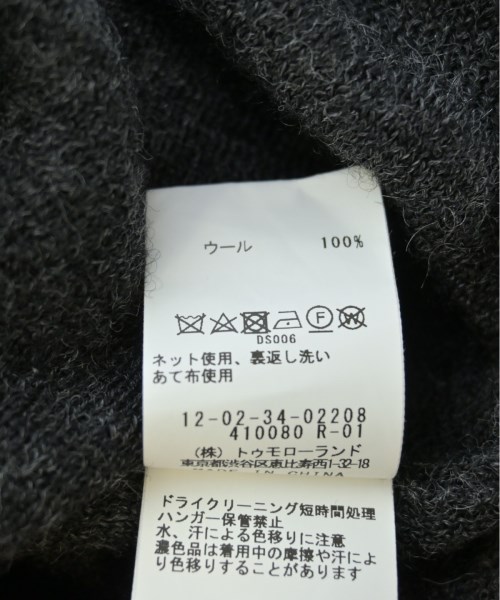 ウール 100%
F W
DS006
ネット使用、裏返し洗い
あて布使用
12-02-34-02208
410080 R-01
(株) トゥモローランド
東京都渋谷区恵比寿西1-32-18
MADE IN CHINA
ドライクリーニング短時間処理
ハンガー保管禁止
水、汗による色移りに注意
濃色品は着用中の摩擦や汗によ
り色移りすることがあります